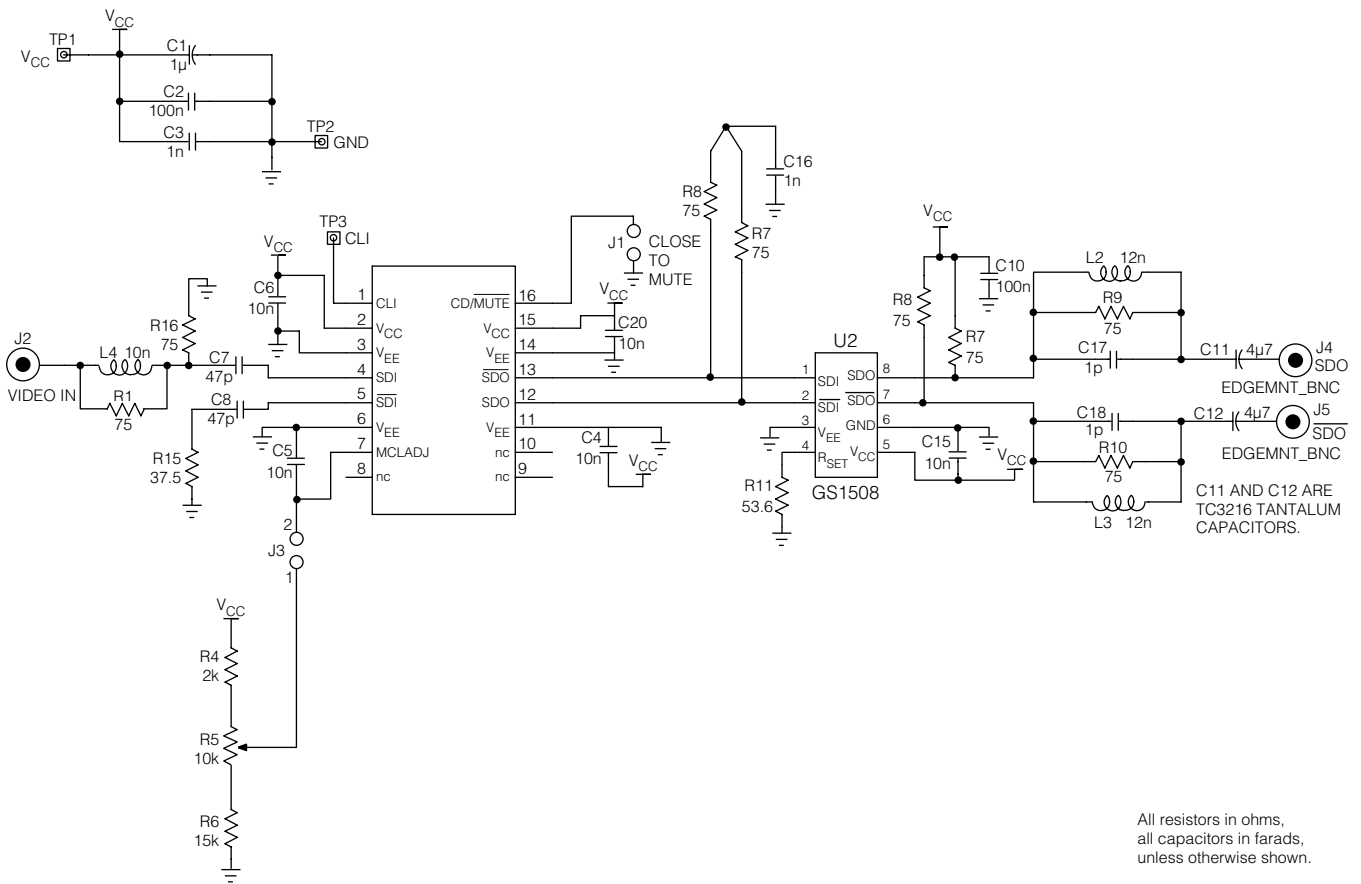 VCC
TP1
VCC
C1
1µ
C2
100n
C3
1n
TP2
GND
TP3
CLI
VCC
C6
10n
J2
VIDEO IN
R16
75
L4 10n
R1
75
C7
47p
C8
47p
R15
37.5
C5
10n
1 CLI
2 VCC
3 VEE
4 SDI
5 SDI
6 VEE
7 MCLADJ
8 nc
CD/MUTE 16
VCC 15
VEE 14
SDO 13
SDO 12
VEE 11
nc 10
nc 9
J1
CLOSE
TO
MUTE
VCC
C20
10n
C4
10n
VCC
2
J3
1
VCC
R4
2k
R5
10k
R6
15k
R8
75
R7
75
C16
1n
U2
1 SDI
2 SDI
3 VEE
4 RSET
SDO 8
SDO 7
GND 6
VCC 5
GS1508
R11
53.6
VCC
R8
75
R7
75
C10
100n
C15
10n
VCC
L2 12n
R9
75
C17
1p
C11 4µ7
J4
SDO
EDGEMNT_BNC
C18
1p
C12 4µ7
J5
SDO
EDGEMNT_BNC
R10
75
L3 12n
C11 AND C12 ARE
TC3216 TANTALUM
CAPACITORS.
All resistors in ohms,
all capacitors in farads,
unless otherwise shown.